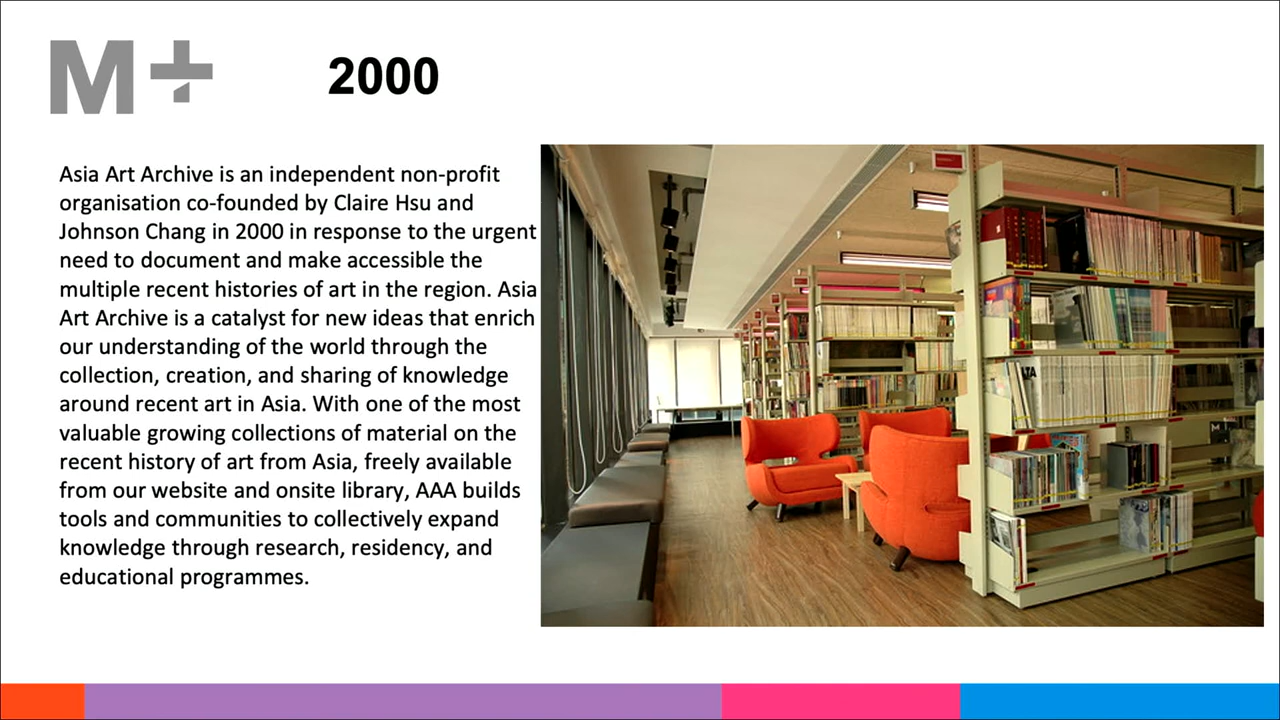 M+
2000
Asia Art Archive is an independent non-profit
organisation co-founded by Claire Hsu and
Johnson Chang in 2000 in response to the urgent
need to document and make accessible the
multiple recent histories of art in the region. Asia
Art Archive is a catalyst for new ideas that enrich
our understanding of the world through the
collection, creation, and sharing of knowledge
around recent art in Asia. With one of the most
valuable growing collections of material on the
recent history of art from Asia, freely available
from our website and onsite library, AAA builds
tools and communities to collectively expand
knowledge through research, residency, and
educational programmes.